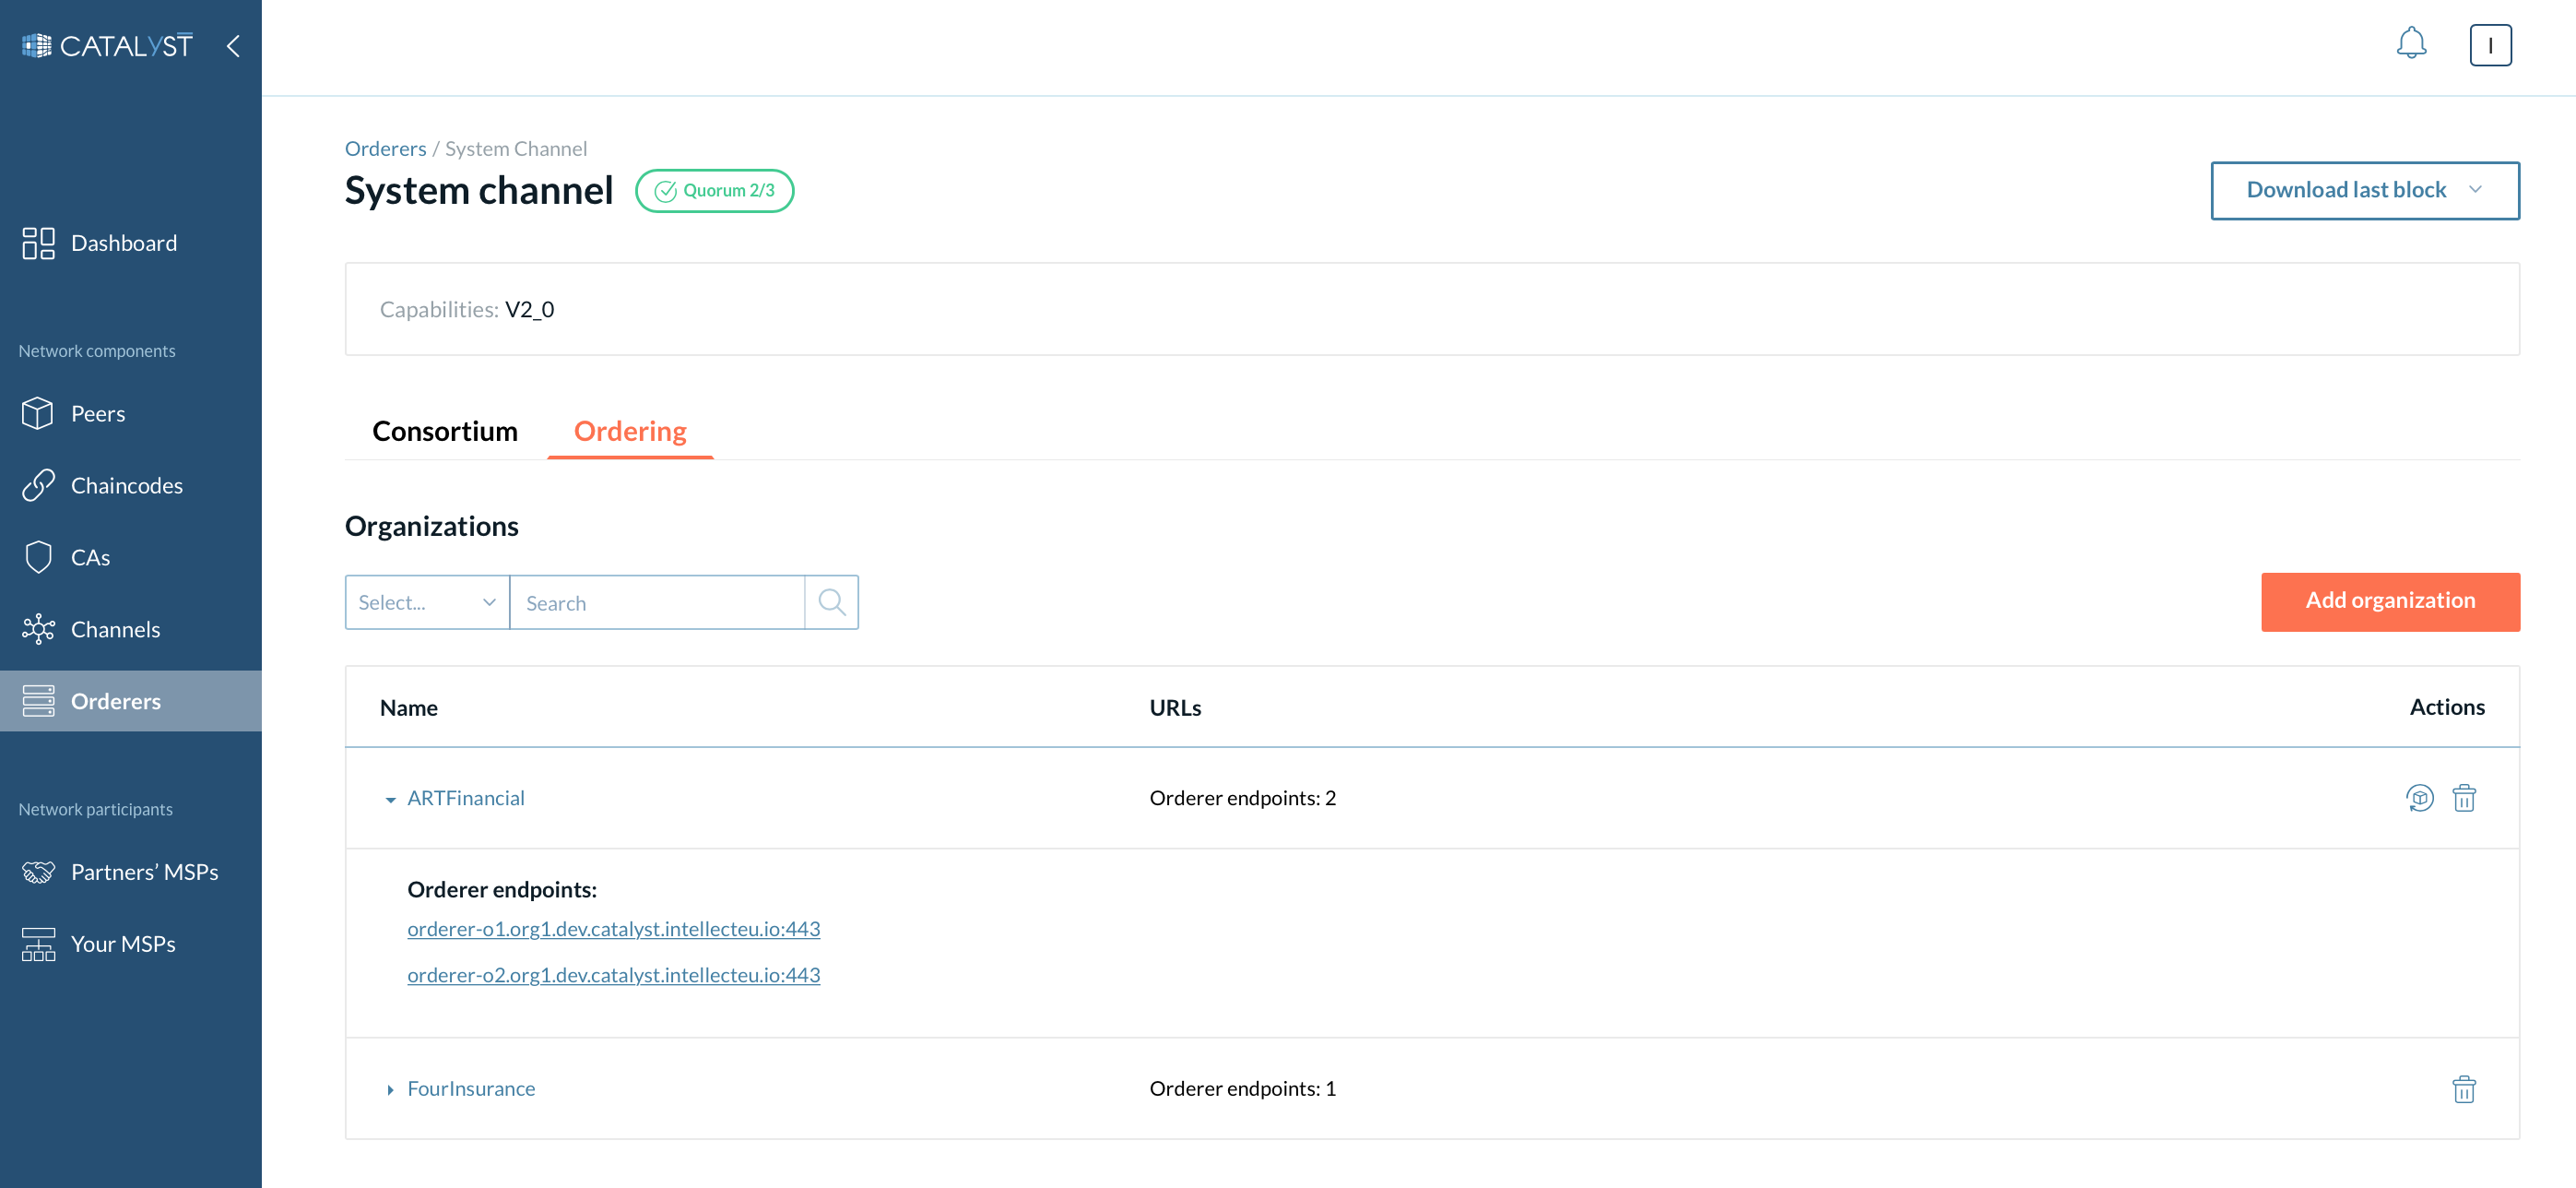 CATALYST
I
Orderers / System Channel
System channel
Quorum 2/3
Download last block
Dashboard
Capabilities: V2_0
Network components
Peers
Chaincodes
CAs
Channels
Orderers
Network participants
Partners’ MSPs
Your MSPs
Consortium
Ordering
Organizations
Select...
Search
Add organization
Name
URLs
Actions
ARTFinancial
Orderer endpoints: 2
Orderer endpoints:
orderer-o1.org1.dev.catalyst.intellecteu.io:443
orderer-o2.org1.dev.catalyst.intellecteu.io:443
FourInsurance
Orderer endpoints: 1